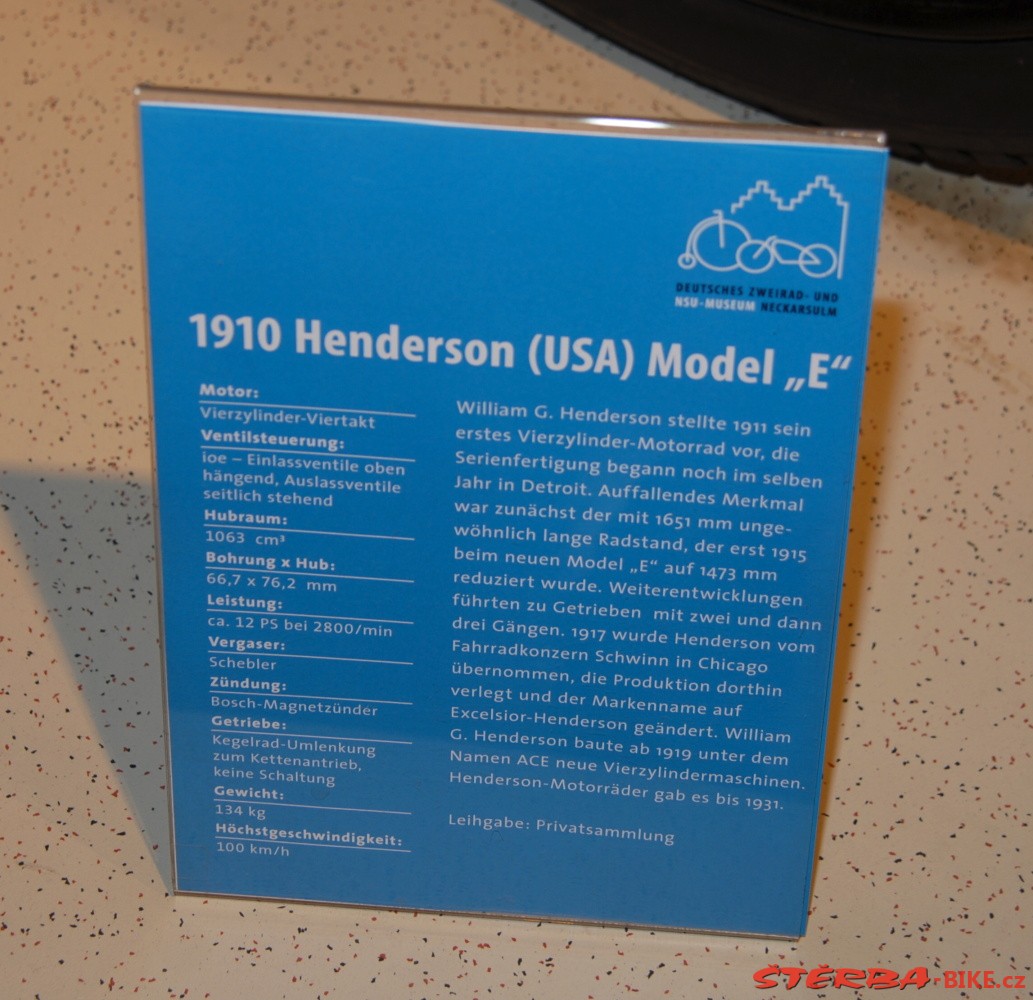 DEUTSCHES ZWEIRAD- UND
NSU-MUSEUM NECKARSULM
1910 Henderson (USA) Model „E“
Motor:
Vierzylinder-Viertakt
Ventilsteuerung:
ioe – Einlassventile oben
hängend, Auslassventile
seitlich stehend
Hubraum:
1063 cm³
Bohrung x Hub:
66,7 x 76,2 mm
Leistung:
ca. 12 PS bei 2800/min
Vergaser:
Schebler
Zündung:
Bosch-Magnetzünder
Getriebe:
Kegelrad-Umlenkung
zum Kettenantrieb,
keine Schaltung
Gewicht:
134 kg
Höchstgeschwindigkeit:
100 km/h
William G. Henderson stellte 1911 sein
erstes Vierzylinder-Motorrad vor, die
Serienfertigung begann noch im selben
Jahr in Detroit. Auffallendes Merkmal
war zunächst der mit 1651 mm unge-
wöhnlich lange Radstand, der erst 1915
beim neuen Model „E“ auf 1473 mm
reduziert wurde. Weiterentwicklungen
führten zu Getrieben mit zwei und dann
drei Gängen. 1917 wurde Henderson vom
Fahrradkonzern Schwinn in Chicago
übernommen, die Produktion dorthin
verlegt und der Markenname auf
Excelsior-Henderson geändert. William
G. Henderson baute ab 1919 unter dem
Namen ACE neue Vierzylindermaschinen.
Henderson-Motorräder gab es bis 1931.
Leihgabe: Privatsammlung
ŠTĚRBA-BIKE.cz